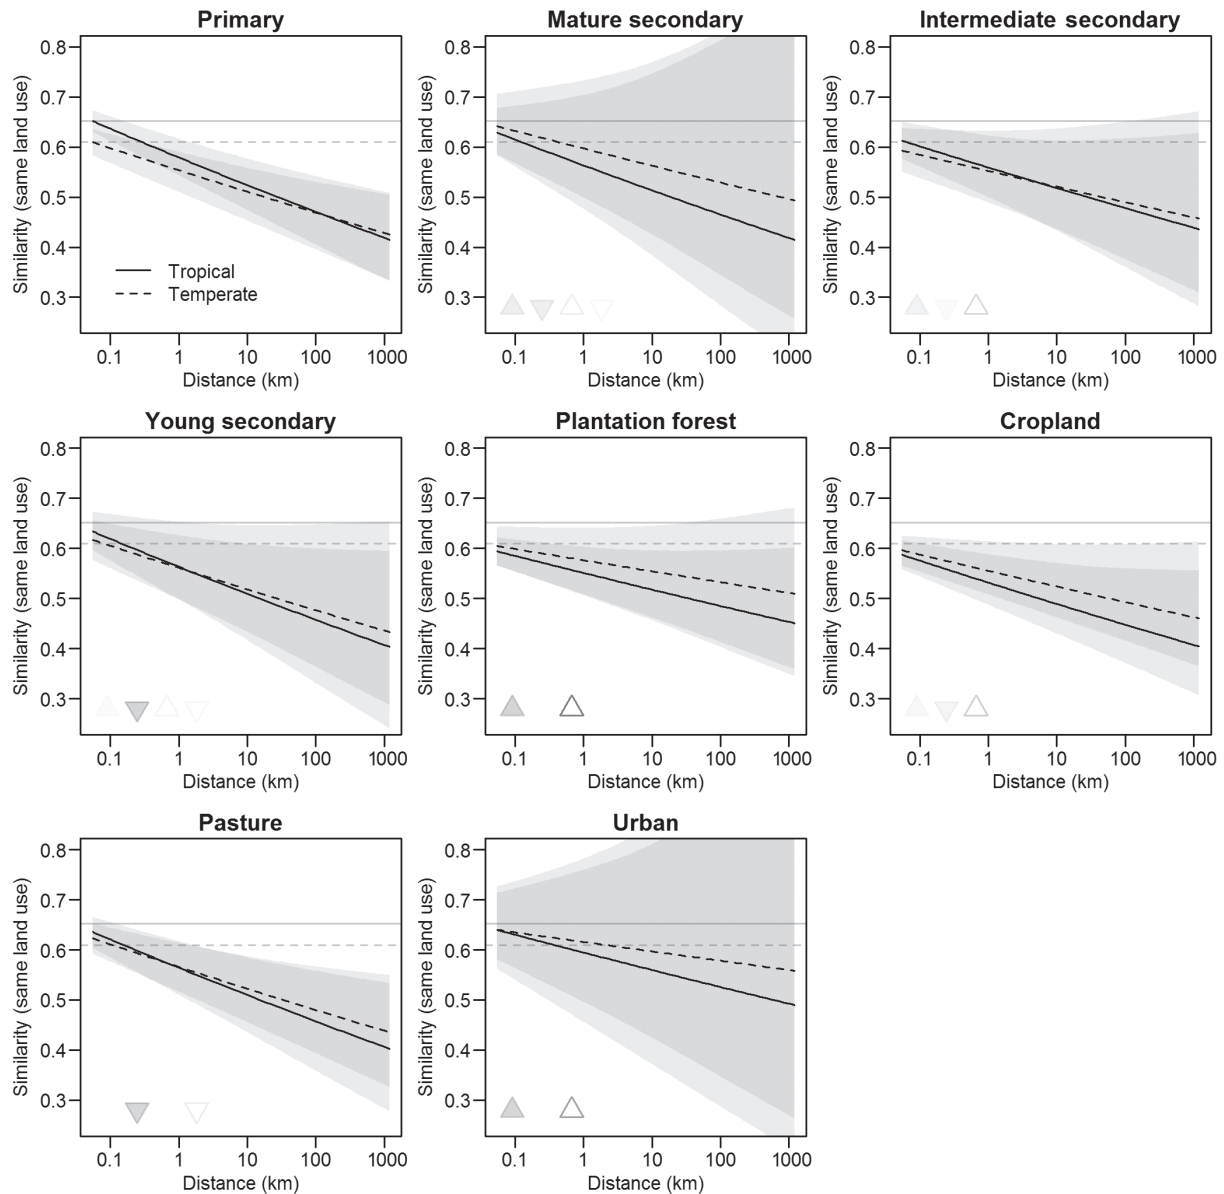 Primary
Mature secondary
Intermediate secondary
Similarity (same land use)
0.8
0.7
0.6
0.5
0.4
0.3
Tropical
Temperate
0.1 1 10 100 1000
Distance (km)
Similarity (same land use)
0.8
0.7
0.6
0.5
0.4
0.3
0.1 1 10 100 1000
Distance (km)
Similarity (same land use)
0.8
0.7
0.6
0.5
0.4
0.3
0.1 1 10 100 1000
Distance (km)
Young secondary
Plantation forest
Cropland
Similarity (same land use)
0.8
0.7
0.6
0.5
0.4
0.3
0.1 1 10 100 1000
Distance (km)
Similarity (same land use)
0.8
0.7
0.6
0.5
0.4
0.3
0.1 1 10 100 1000
Distance (km)
Similarity (same land use)
0.8
0.7
0.6
0.5
0.4
0.3
0.1 1 10 100 1000
Distance (km)
Pasture
Urban
Similarity (same land use)
0.8
0.7
0.6
0.5
0.4
0.3
0.1 1 10 100 1000
Distance (km)
Similarity (same land use)
0.8
0.7
0.6
0.5
0.4
0.3
0.1 1 10 100 1000
Distance (km)